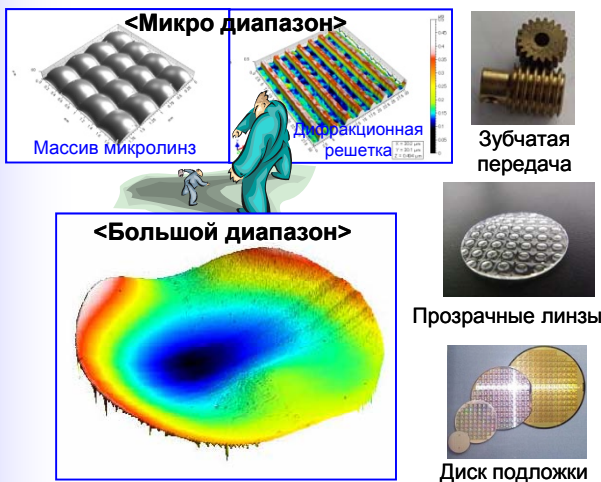 <Микро диапазон>
Массив микролинз
Дифракционная
решетка
Зубчатая
передача
<Большой диапазон>
Прозрачные линзы
Диск подложки